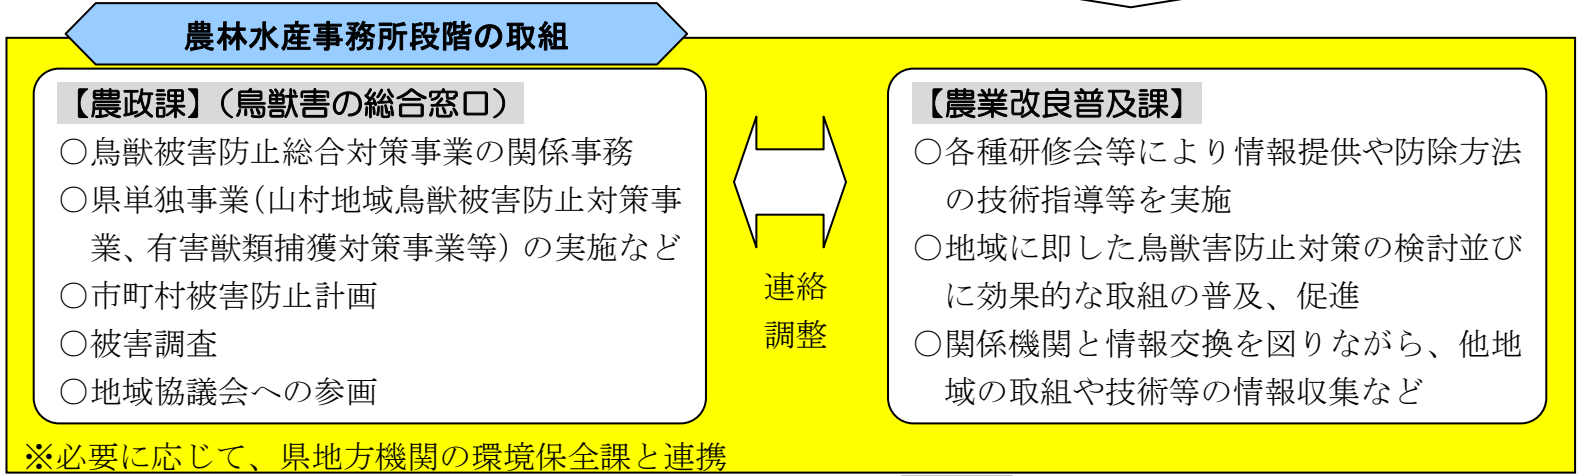 農林水産事務所段階の取組
【農政課】(鳥獣害の総合窓口)
○鳥獣被害防止総合対策事業の関係事務
○県単独事業(山村地域鳥獣被害防止対策事
業、有害獣類捕獲対策事業等)の実施など
○市町村被害防止計画
○被害調査
○地域協議会への参画
連絡
調整
【農業改良普及課】
○各種研修会等により情報提供や防除方法
の技術指導等を実施
○地域に即した鳥獣害防止対策の検討並び
に効果的な取組の普及、促進
○関係機関と情報交換を図りながら、他地
域の取組や技術等の情報収集など
※必要に応じて、県地方機関の環境保全課と連携